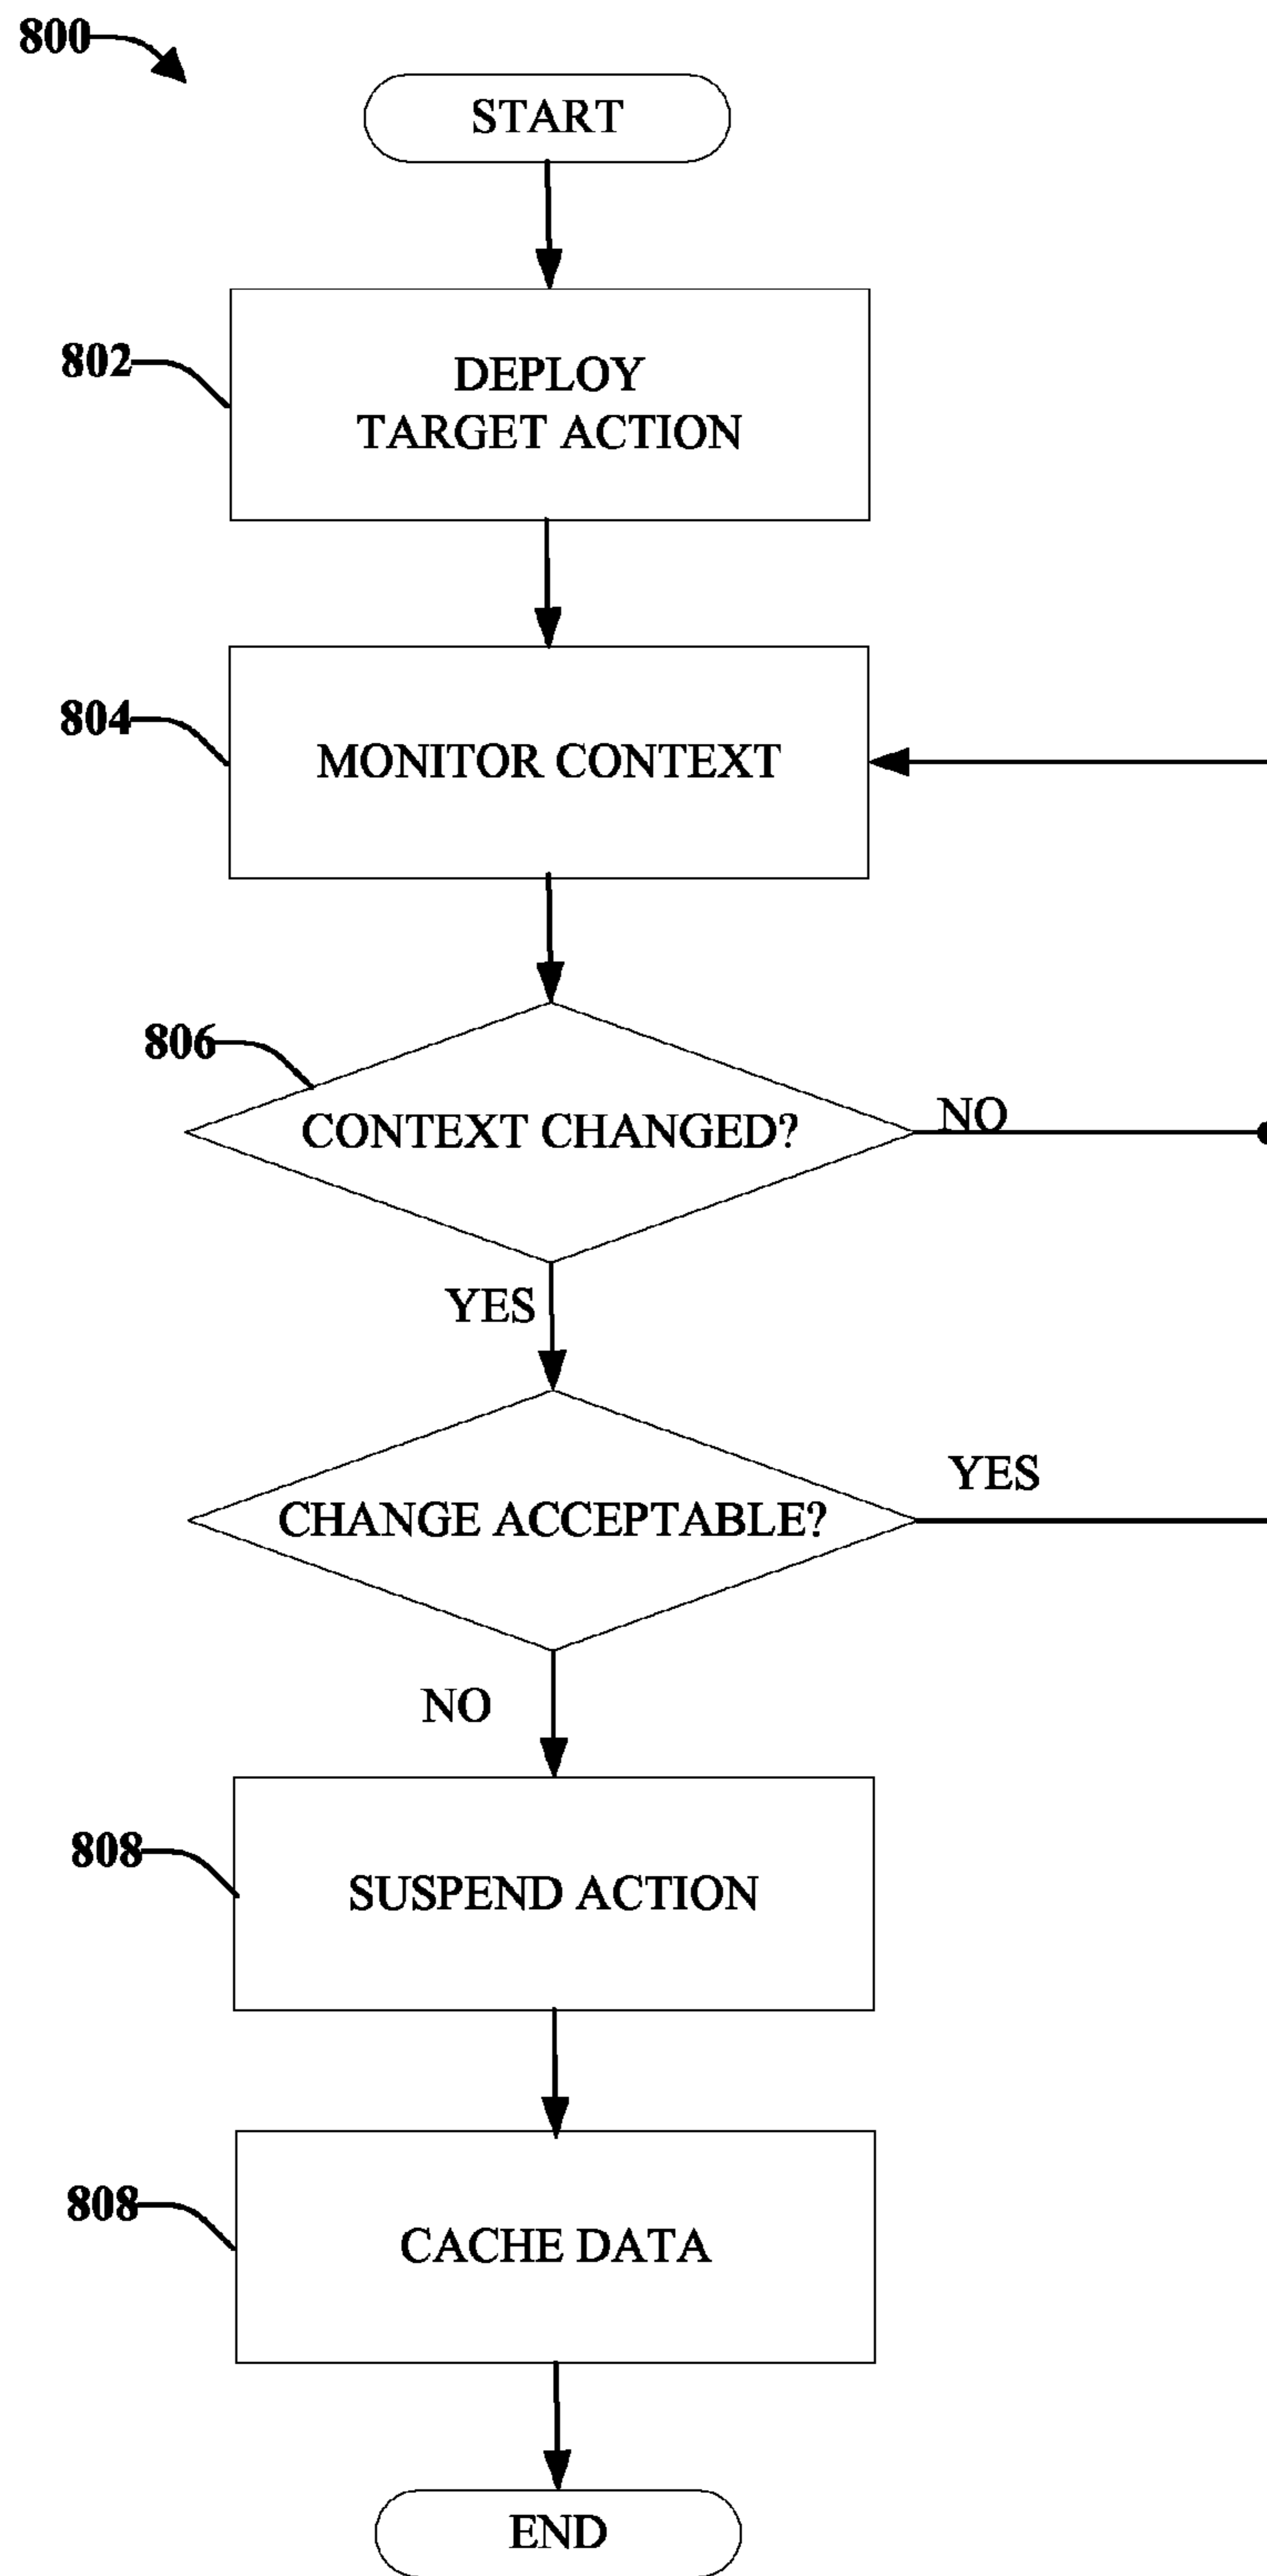 800
START
802
DEPLOY
TARGET ACTION
804
MONITOR CONTEXT
806
CONTEXT CHANGED?
NO
YES
CHANGE ACCEPTABLE?
YES
NO
808
SUSPEND ACTION
808
CACHE DATA
END